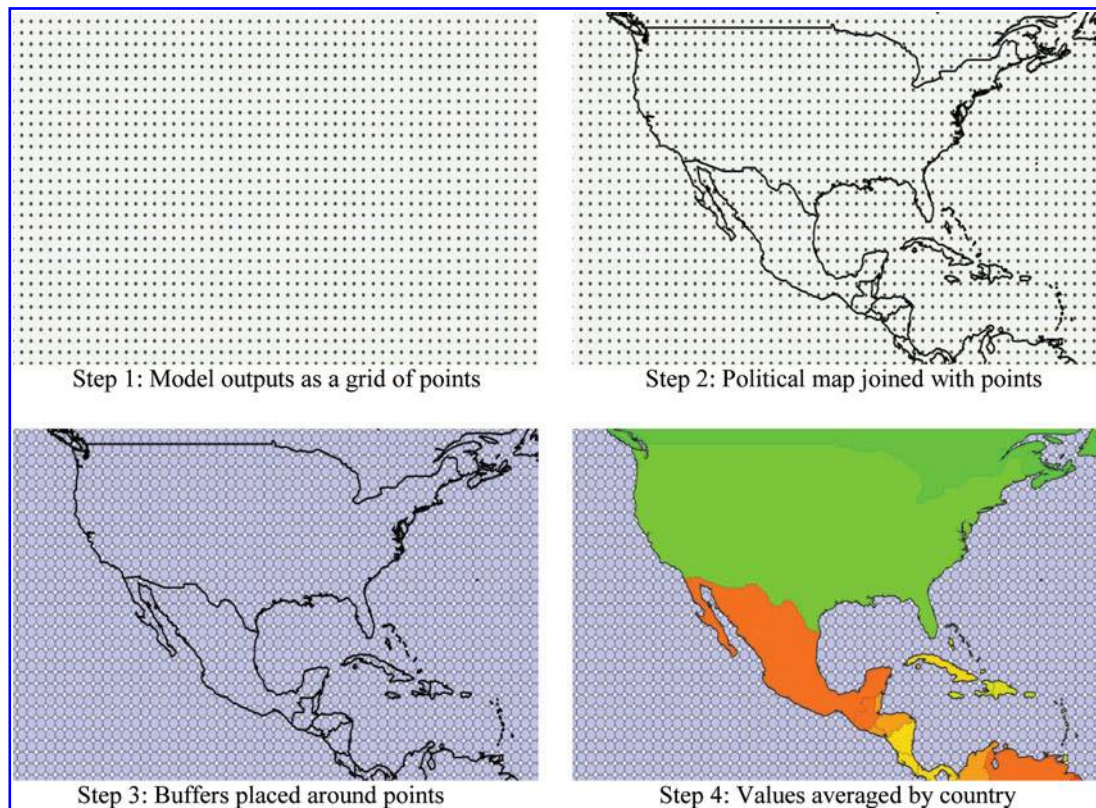 Step 1: Model outputs as a grid of points
Step 2: Political map joined with points
Step 3: Buffers placed around points
Step 4: Values averaged by country